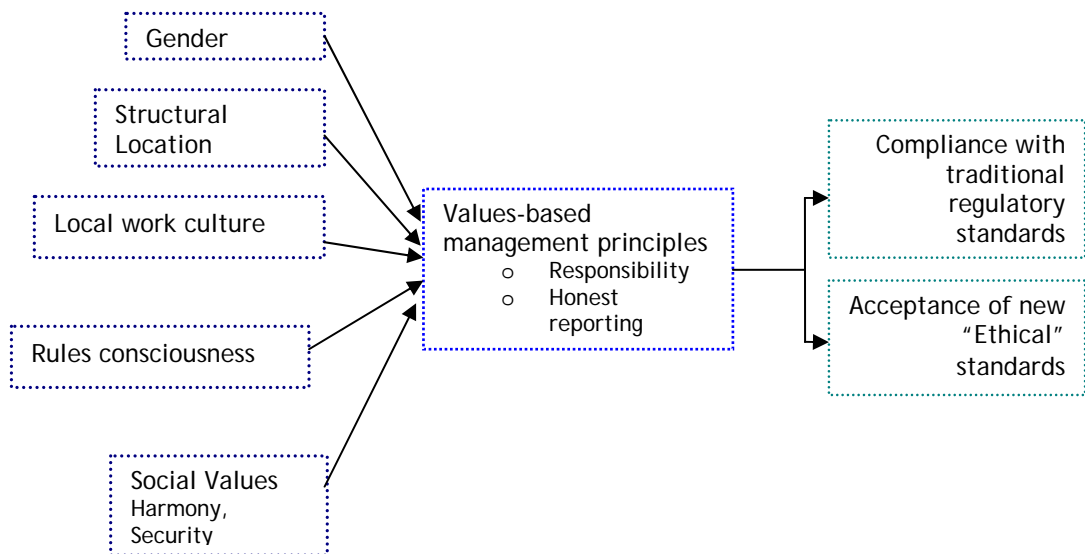 Gender
Structural
Location
Local work culture
Rules consciousness
Social Values
Harmony,
Security
Values-based
management principles
o Responsibility
o Honest
reporting
Compliance with
traditional
regulatory
standards
Acceptance of new
“Ethical”
standards